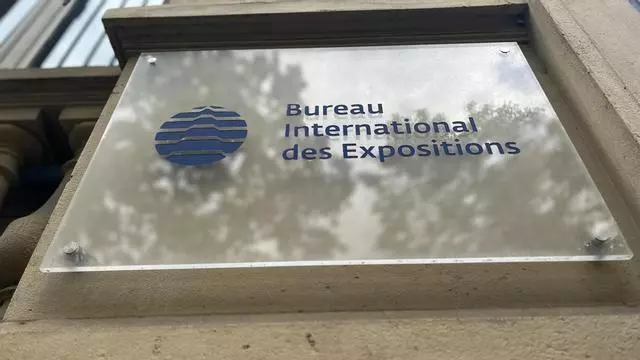 Bureau
International
des Expositions